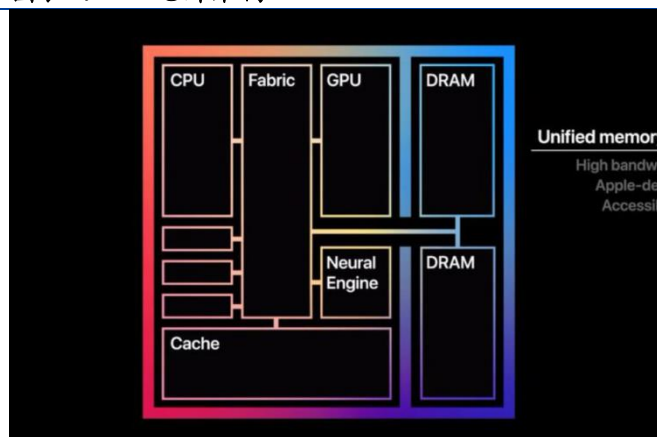 CPU
Fabric
GPU
DRAM
Unified memor
High bandw
Apple-de
Accessi
Neural
Engine
DRAM
Cache